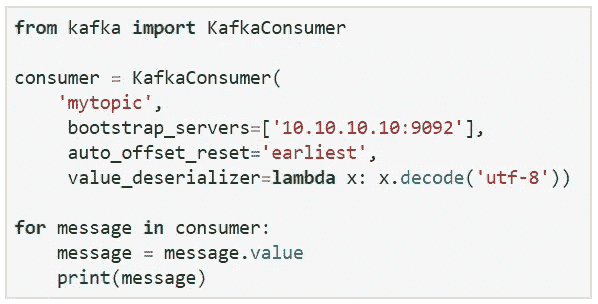 from kafka import KafkaConsumer
consumer = KafkaConsumer(
    'mytopic',
     bootstrap_servers=['10.10.10.10:9092'],
     auto_offset_reset='earliest',
     value_deserializer=lambda x: x.decode('utf-8'))
for message in consumer:
    message = message.value
    print(message)